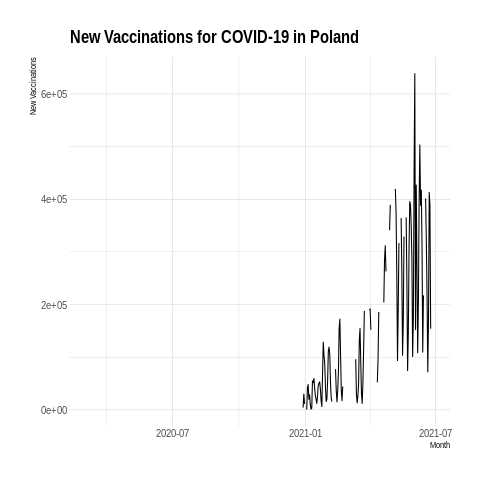 New Vaccinations for COVID-19 in Poland
New Vaccinations
6e+05
4e+05
2e+05
0e+00
2020-07
2021-01
2021-07
Month